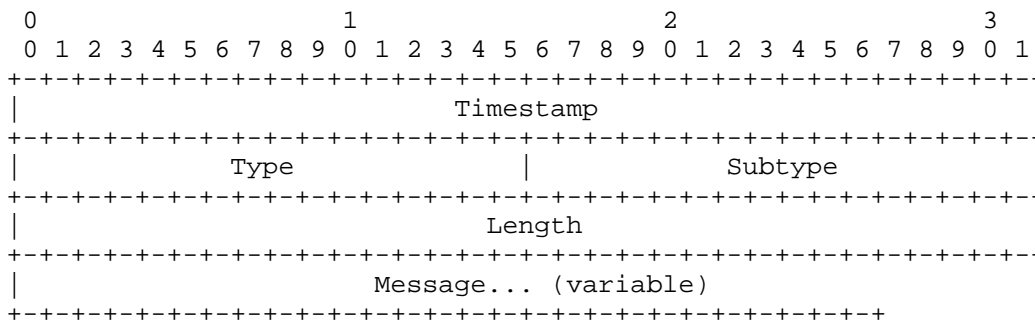 0                   1                   2                   3
 0 1 2 3 4 5 6 7 8 9 0 1 2 3 4 5 6 7 8 9 0 1 2 3 4 5 6 7 8 9 0 1
+-+-+-+-+-+-+-+-+-+-+-+-+-+-+-+-+-+-+-+-+-+-+-+-+-+-+-+-+-+-+-+-
|                           Timestamp
+-+-+-+-+-+-+-+-+-+-+-+-+-+-+-+-+-+-+-+-+-+-+-+-+-+-+-+-+-+-+-+-
|             Type              |            Subtype
+-+-+-+-+-+-+-+-+-+-+-+-+-+-+-+-+-+-+-+-+-+-+-+-+-+-+-+-+-+-+-+-
|                             Length
+-+-+-+-+-+-+-+-+-+-+-+-+-+-+-+-+-+-+-+-+-+-+-+-+-+-+-+-+-+-+-+-
|                      Message... (variable)
+-+-+-+-+-+-+-+-+-+-+-+-+-+-+-+-+-+-+-+-+-+-+-+-+-+-+-+